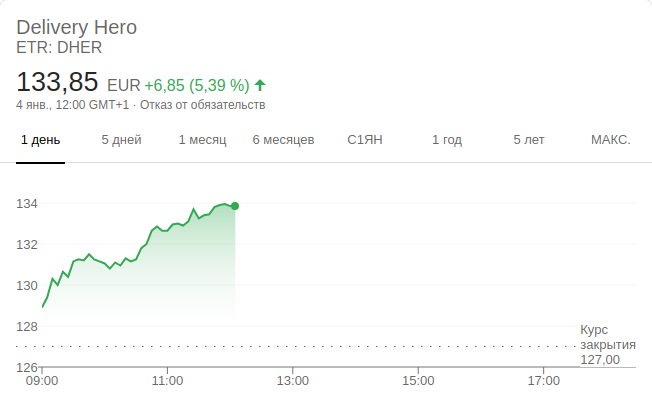 Delivery Hero
ETR: DHER
133,85 EUR +6,85 (5,39 %)
4 янв., 12:00 GMT+1 · Отказ от обязательств
1 день 5 дней 1 месяц 6 месяцев С1ЯН 1 год 5 лет МАКС.
134
132
130
128
Курс
закрытия
127,00
126
09:00 11:00 13:00 15:00 17:00